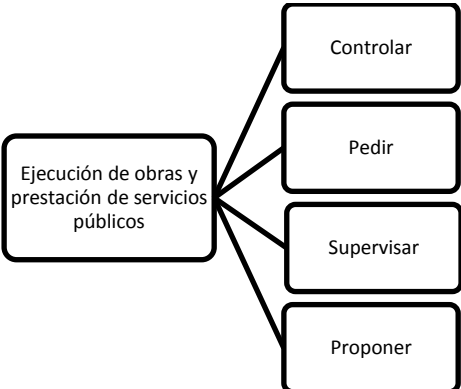 Ejecución de obras y
prestación de servicios
públicos
Controlar
Pedir
Supervisar
Proponer